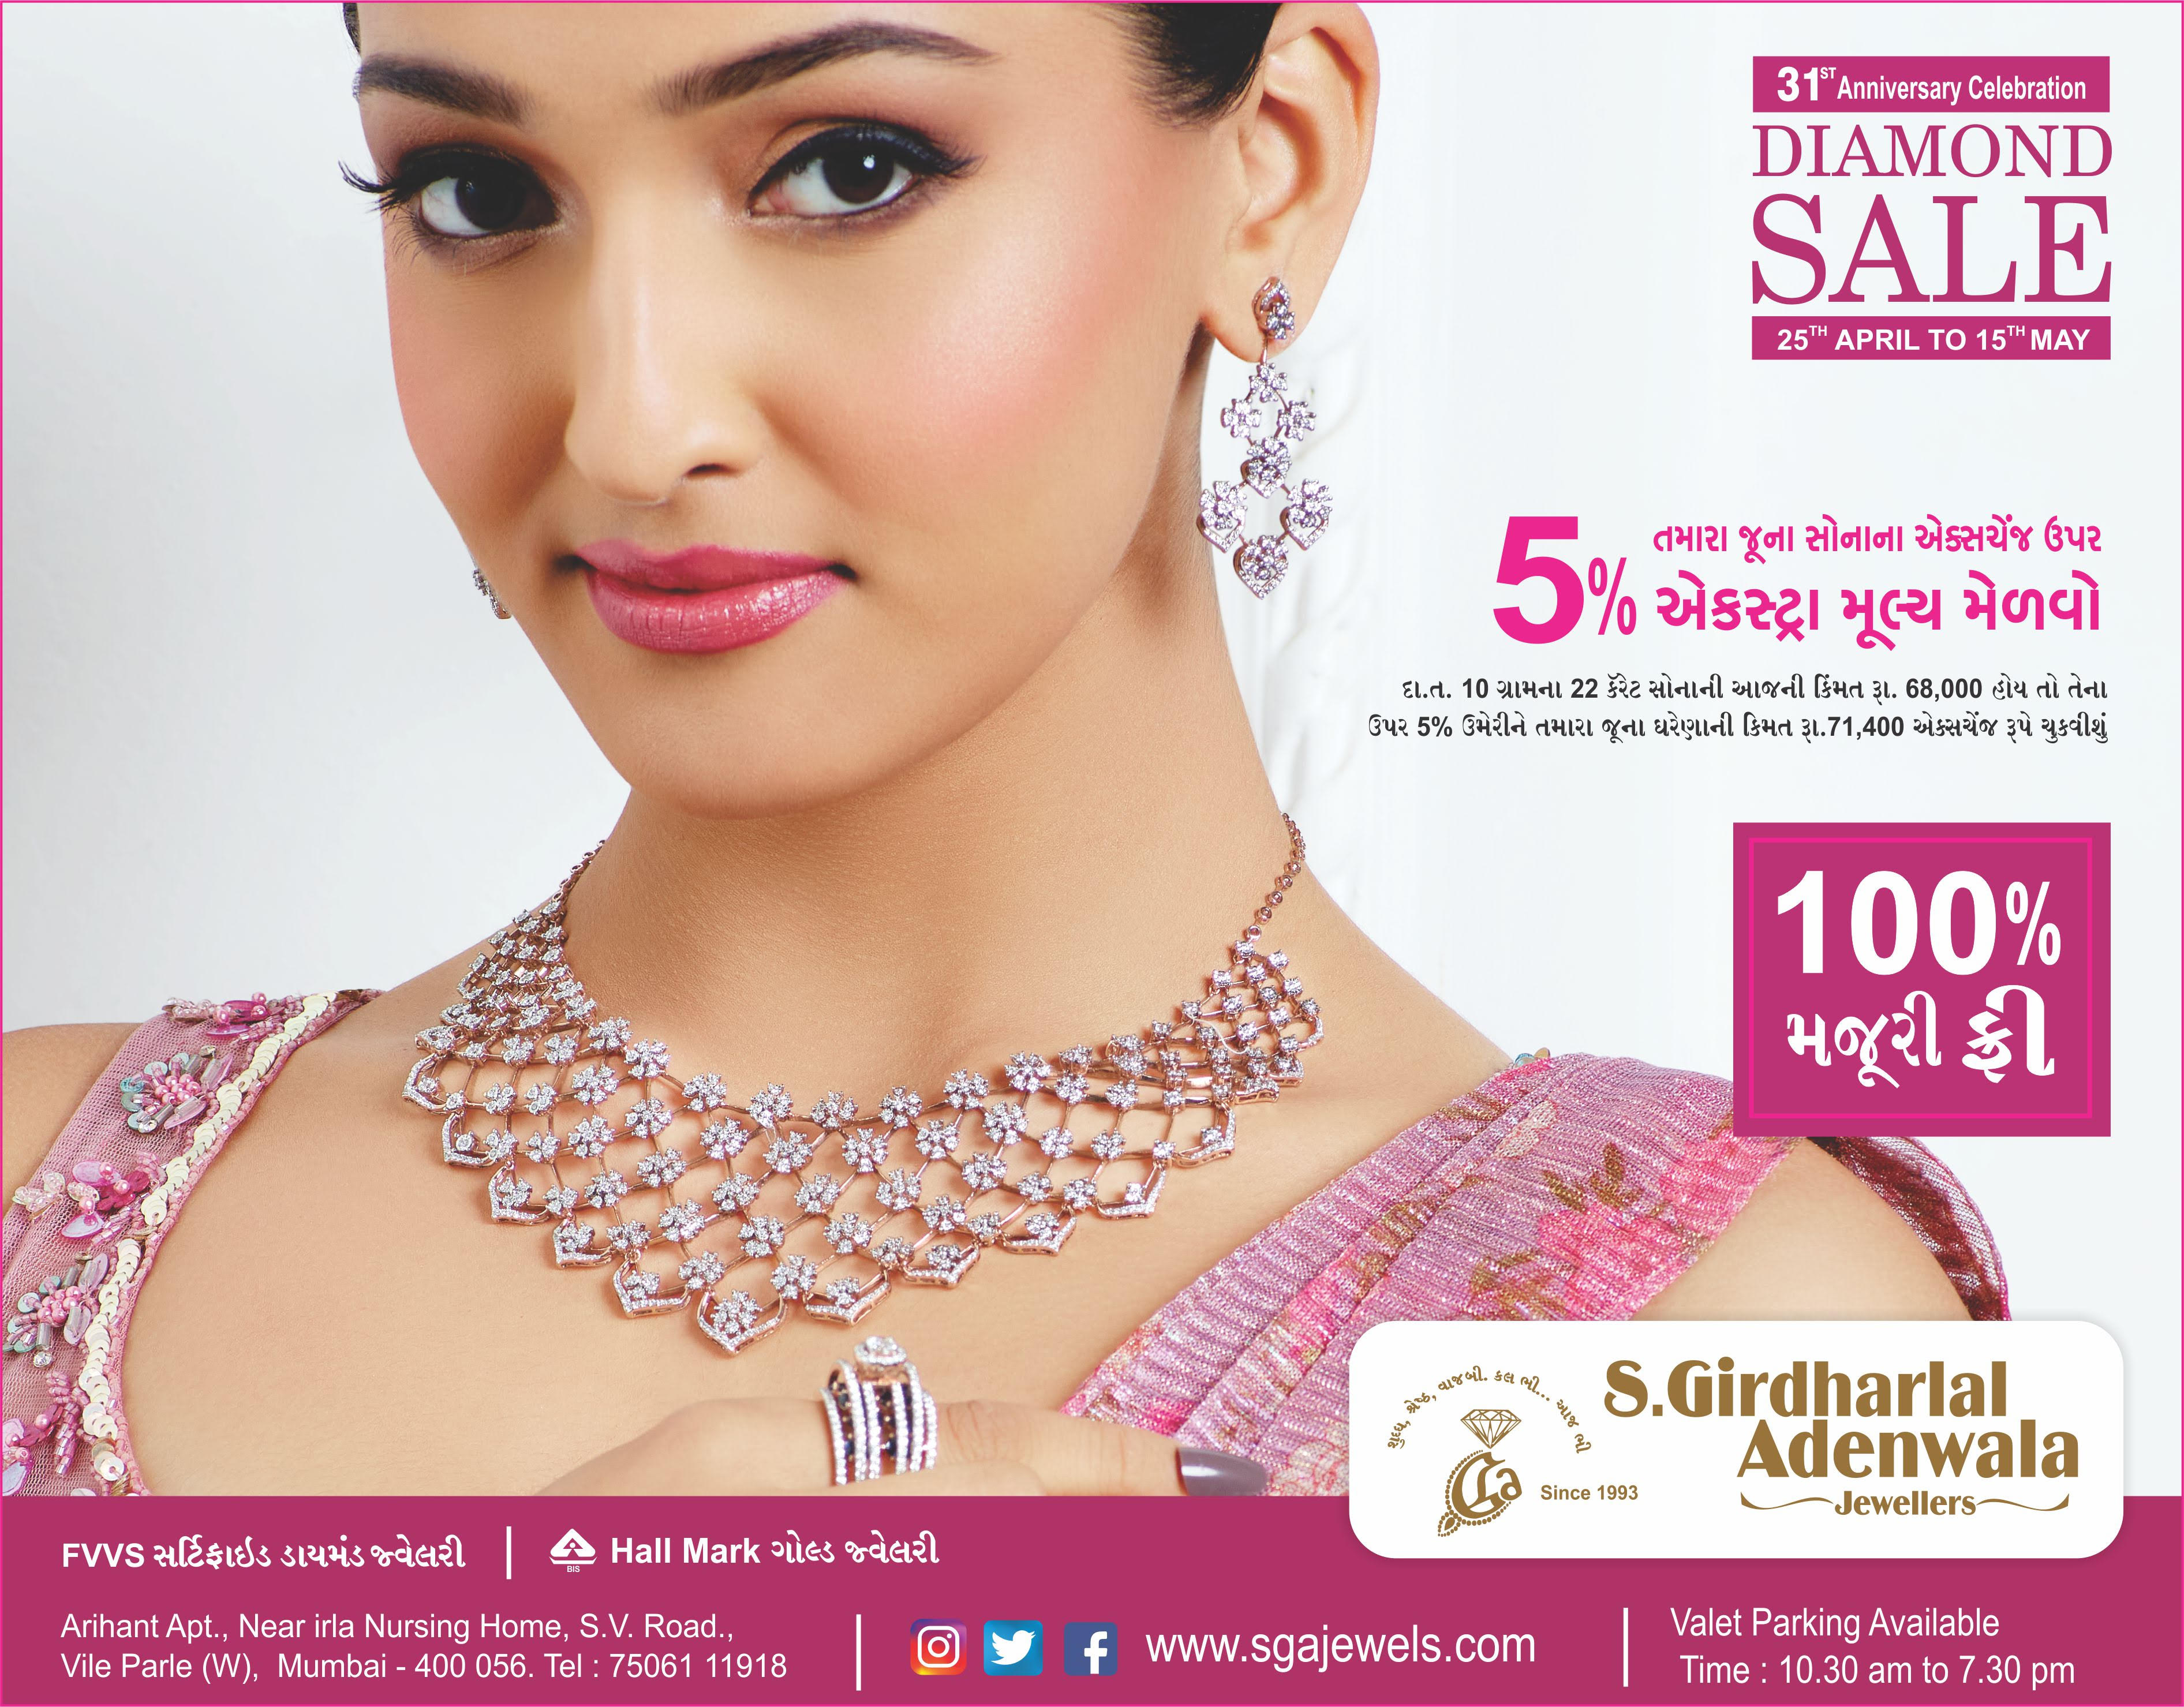 31ST Anniversary Celebration
DIAMOND
SALE
25TH APRIL TO 15TH MAY
5% તમારા જૂના સોનાના એક્સચેંજ ઉપર
એકસ્ટ્રા મૂલ્ય મેળવો
દા.ત. 10 ગ્રામના 22 કૅરેટ સોનાની આજની કિંમત રૂા. 68,000 હોય તો તેના
ઉપર 5% ઉમેરીને તમારા જૂના ઘરેણાની કિમત રૂા.71,400 એક્સચેંજ રૂપે ચુકવીશું
100%
મજૂરી ફ્રી
શુધ્ધ, શ્રેષ્ઠ, વાજબી. કલ ભી... આજ ભી
Ga
Since 1993
S.Girdharlal
Adenwala
Jewellers
FVVS સર્ટિફાઇડ ડાયમંડ જ્વેલરી
BIS
Hall Mark ગોલ્ડ જ્વેલરી
Arihant Apt., Near irla Nursing Home, S.V. Road.,
Vile Parle (W), Mumbai - 400 056. Tel : 75061 11918
www.sgajewels.com
Valet Parking Available
Time : 10.30 am to 7.30 pm